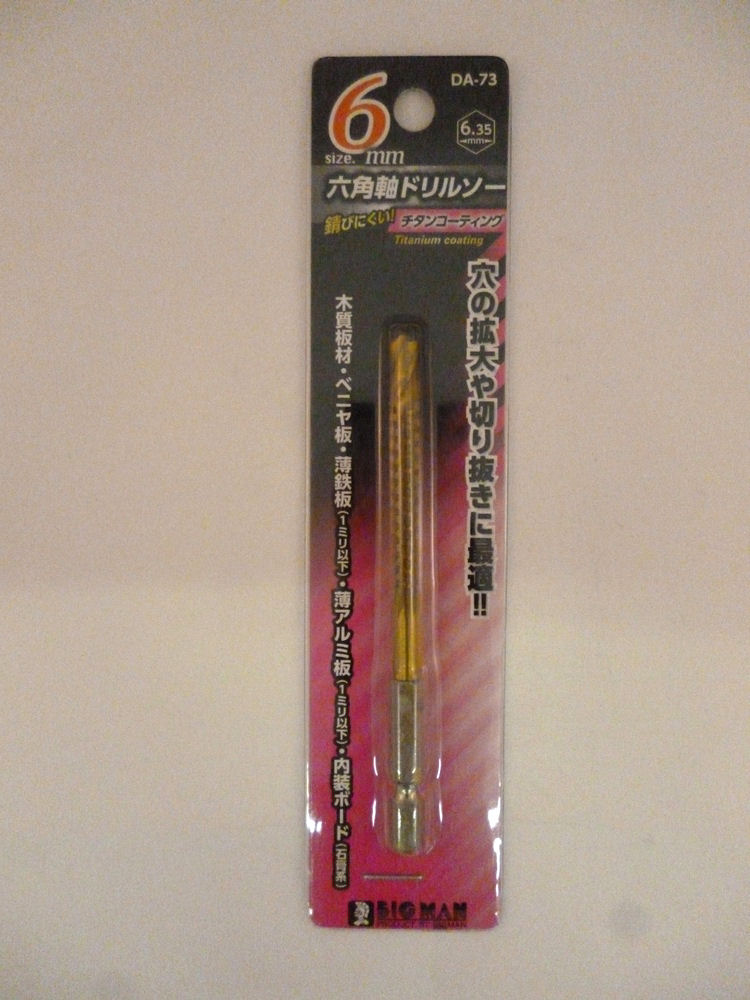 DA-73
6
size. mm
6.35
mm
六角軸ドリルソー
錆びにくい!
チタンコーティング
Titanium coating
穴の拡大や切り抜きに最適!!
木質板材・ベニヤ板・薄鉄板(1ミリ以下)・薄アルミ板(1ミリ以下)・内装ボード(石膏系)
BIG MAN
PRODUCT BY BIGMAN